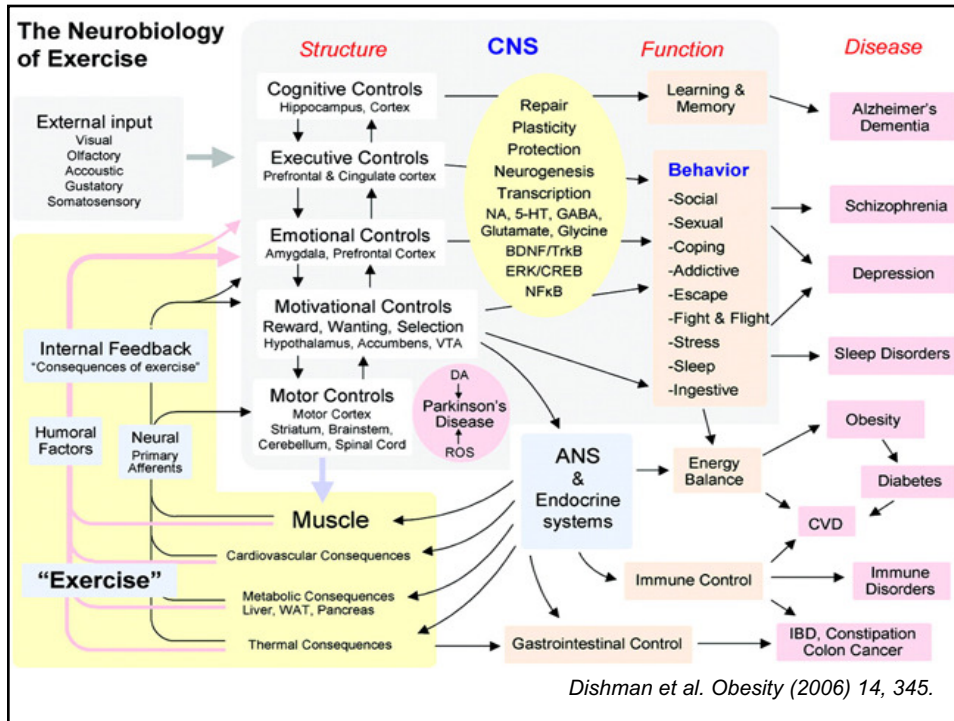 The Neurobiology
of Exercise
Structure
CNS
Function
Disease
External input
Visual
Olfactory
Accoustic
Gustatory
Somatosensory
Cognitive Controls
Hippocampus, Cortex
Executive Controls
Prefrontal & Cingulate cortex
Emotional Controls
Amygdala, Prefrontal Cortex
Motivational Controls
Reward, Wanting, Selection
Hypothalamus, Accumbens, VTA
Motor Controls
Motor Cortex
Striatum, Brainstem,
Cerebellum, Spinal Cord
Repair
Plasticity
Protection
Neurogenesis
Transcription
NA, 5-HT, GABA,
Glutamate, Glycine
BDNF/TrkB
ERK/CREB
NFκB
DA
Parkinson's
Disease
ROS
Learning &
Memory
Behavior
-Social
-Sexual
-Coping
-Addictive
-Escape
-Fight & Flight
-Stress
-Sleep
-Ingestive
Alzheimer's
Dementia
Schizophrenia
Depression
Sleep Disorders
Internal Feedback
"Consequences of exercise"
Humoral
Factors
Neural
Primary
Afferents
"Exercise"
Muscle
Cardiovascular Consequences
Metabolic Consequences
Liver, WAT, Pancreas
Thermal Consequences
ANS
&
Endocrine
systems
Energy
Balance
Immune Control
Gastrointestinal Control
Obesity
Diabetes
CVD
Immune
Disorders
IBD, Constipation
Colon Cancer
Dishman et al. Obesity (2006) 14, 345.